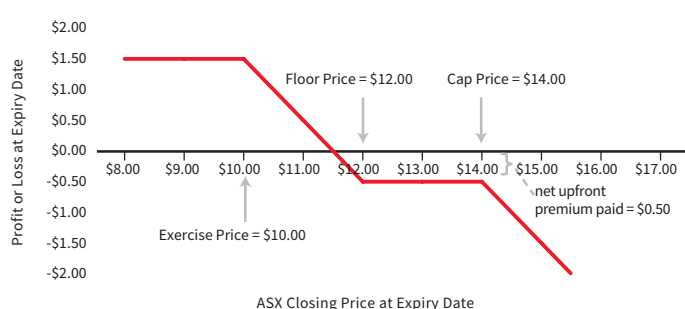 $2.00
$1.50
$1.00
$0.50
$0.00
-$0.50
-$1.00
-$1.50
-$2.00
Profit or Loss at Expiry Date
Floor Price = $12.00
Cap Price = $14.00
$8.00 $9.00 $10.00 $11.00 $12.00 $13.00 $14.00 $15.00 $16.00 $17.00
net upfront
premium paid = $0.50
Exercise Price = $10.00
ASX Closing Price at Expiry Date